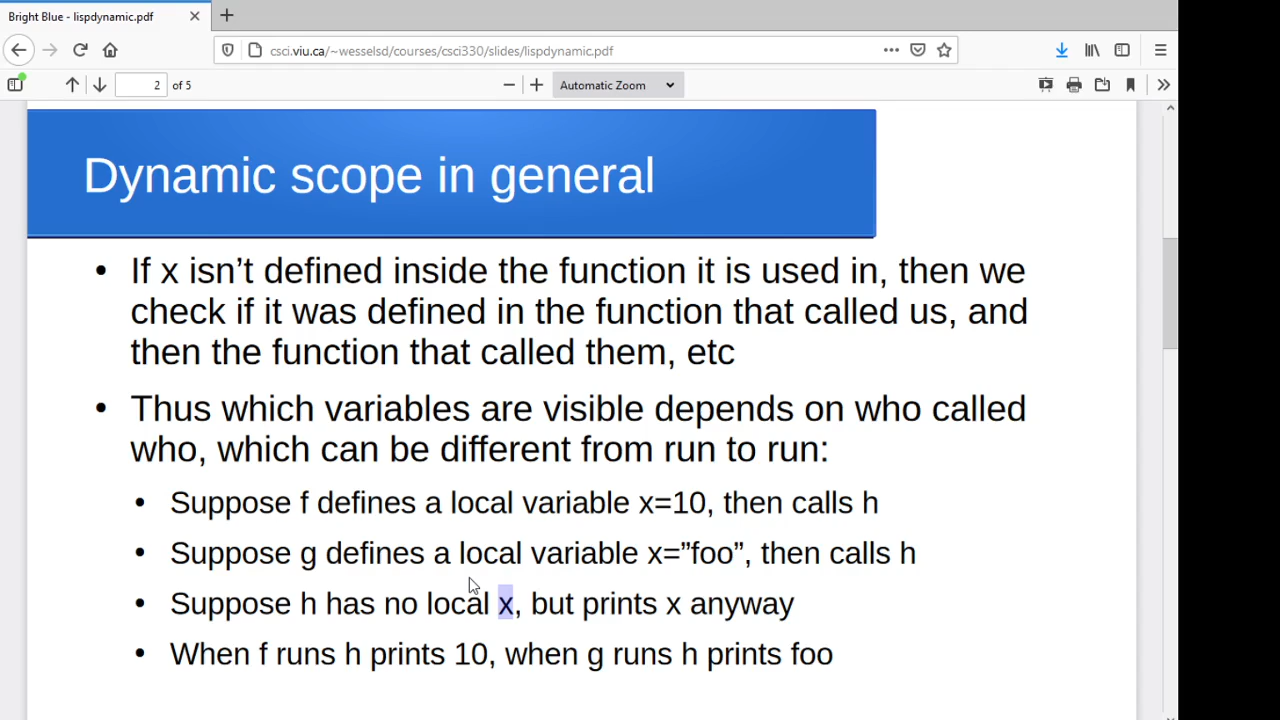 Bright Blue - lispdynamic.pdf
csci.viu.ca/~wesselsd/courses/csci330/slides/lispdynamic.pdf
2 of 5
Automatic Zoom
Dynamic scope in general
• If x isn’t defined inside the function it is used in, then we
check if it was defined in the function that called us, and
then the function that called them, etc
• Thus which variables are visible depends on who called
who, which can be different from run to run:
• Suppose f defines a local variable x=10, then calls h
• Suppose g defines a local variable x=”foo”, then calls h
• Suppose h has no local x, but prints x anyway
• When f runs h prints 10, when g runs h prints foo